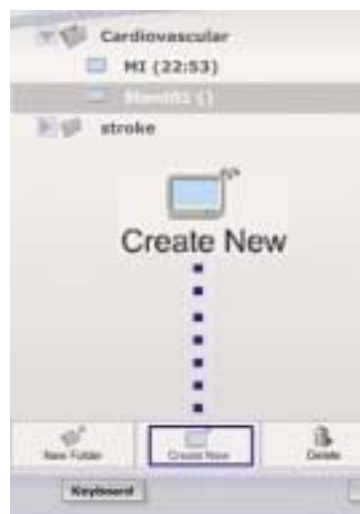 Cardiovascular
MI (22:53)
stroke
Create New
New Folder
Create New
Delete
Keyboard